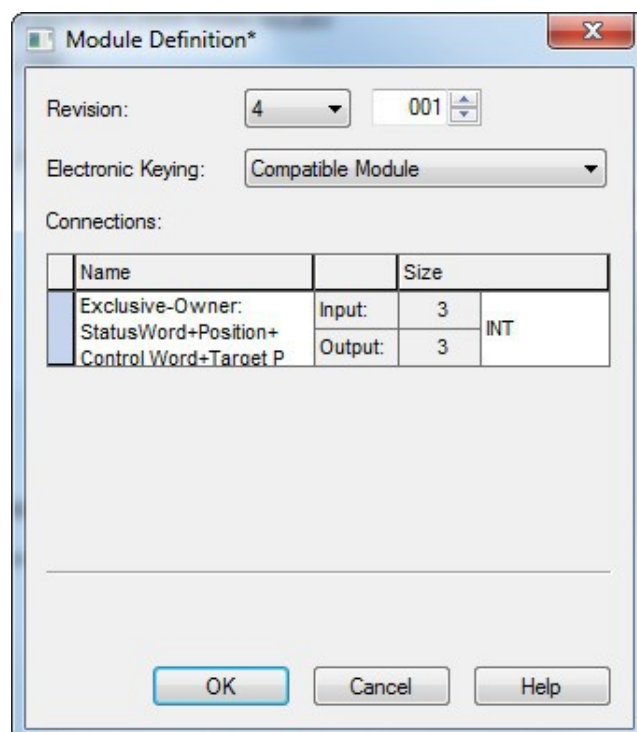 Module Definition*
Revision:
4
001
Electronic Keying:
Compatible Module
Connections:
Name
Size
Exclusive-Owner:
StatusWord+Position+
Control Word+Target P
Input:
3
INT
Output:
3
OK
Cancel
Help